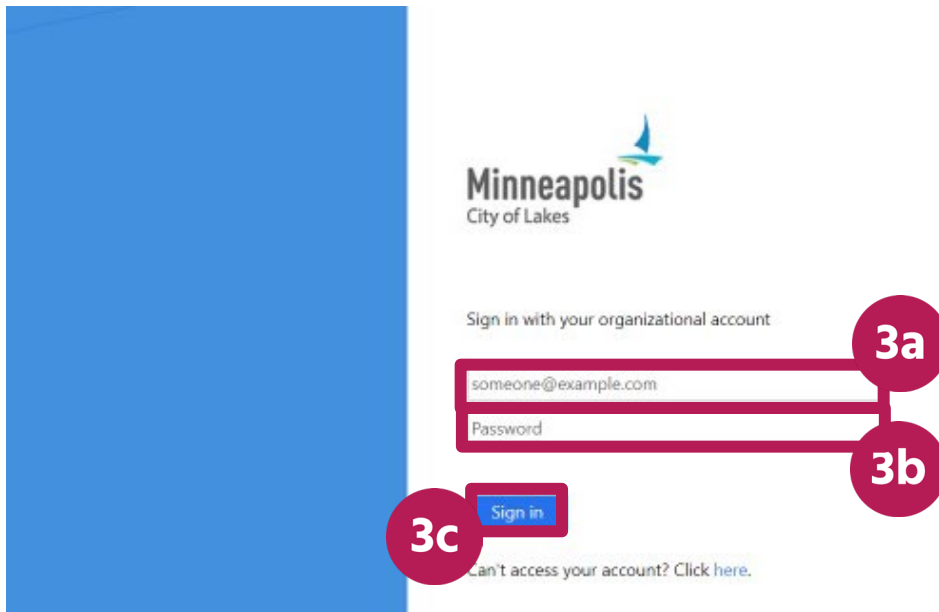 Minneapolis
City of Lakes
Sign in with your organizational account
3a
someone@example.com
Password
3b
Sign in
3c
Can't access your account? Click here.